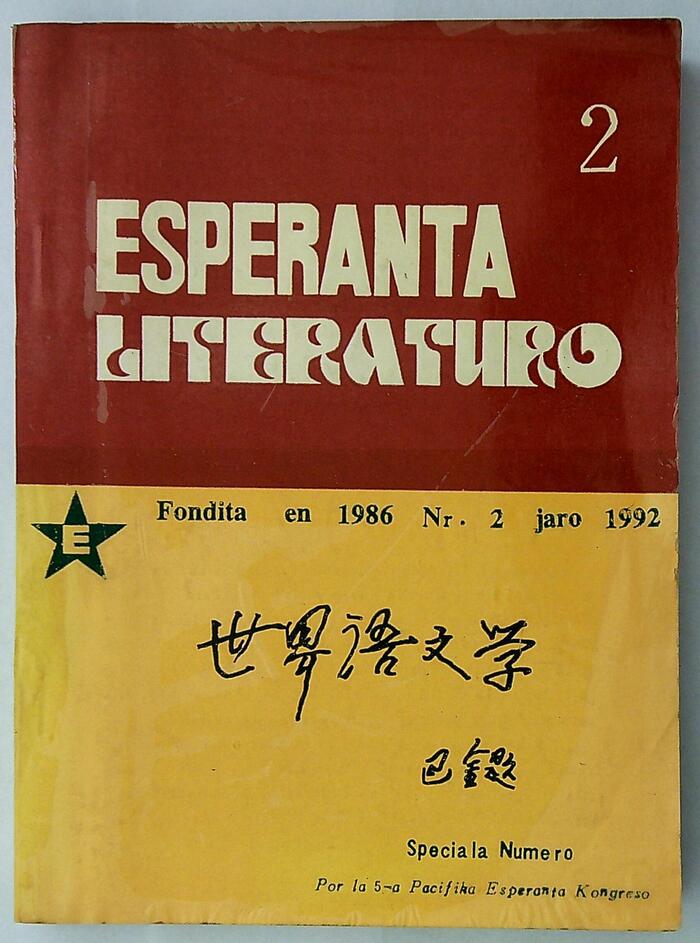 2
ESPERANTA
LITERATURO
E
Fondita en 1986 Nr. 2 jaro 1992
世界语文学
巴金题
Speciala Numero
Por la 5-a Pacifika Esperanta Kongreso